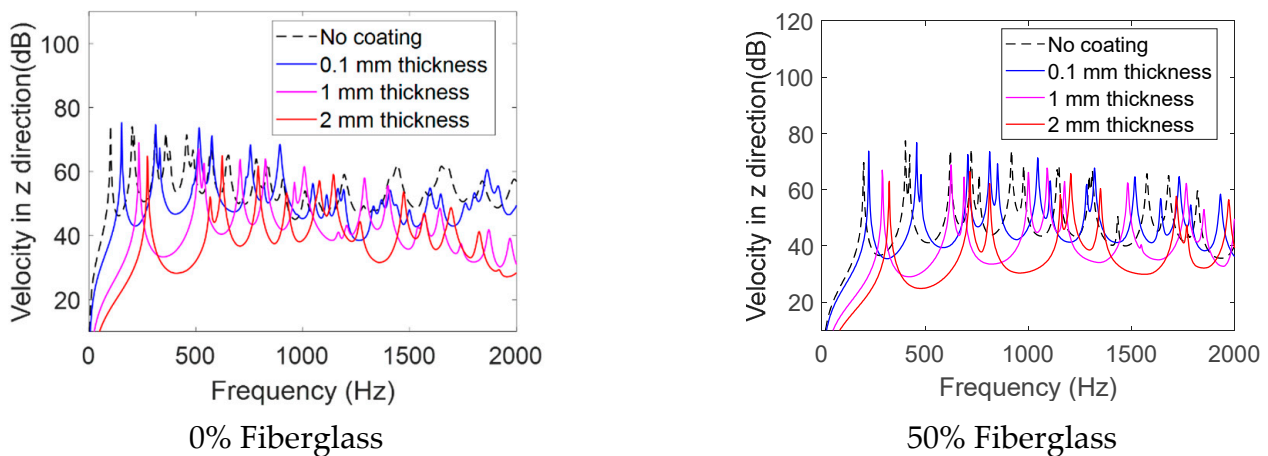 Velocity in z direction(dB)
100
80
60
40
20
0
500
1000
1500
2000
Frequency (Hz)
No coating
0.1 mm thickness
1 mm thickness
2 mm thickness
0% Fiberglass
Velocity in z direction(dB)
120
100
80
60
40
20
0
500
1000
1500
2000
Frequency (Hz)
No coating
0.1 mm thickness
1 mm thickness
2 mm thickness
50% Fiberglass